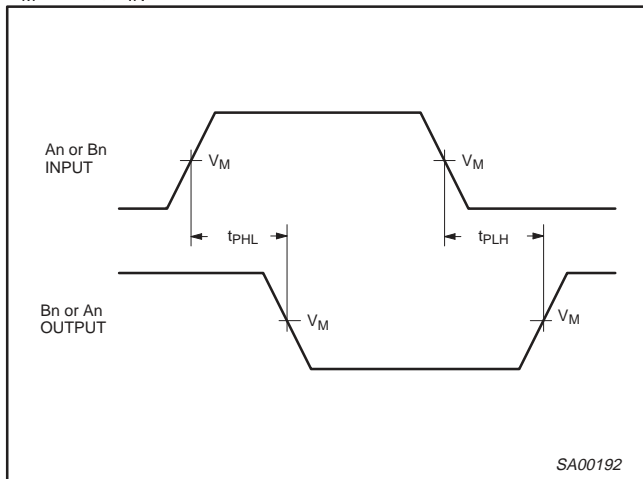 An or Bn
INPUT
VM
VM
tPHL
tPLH
Bn or An
OUTPUT
VM
VM
SA00192